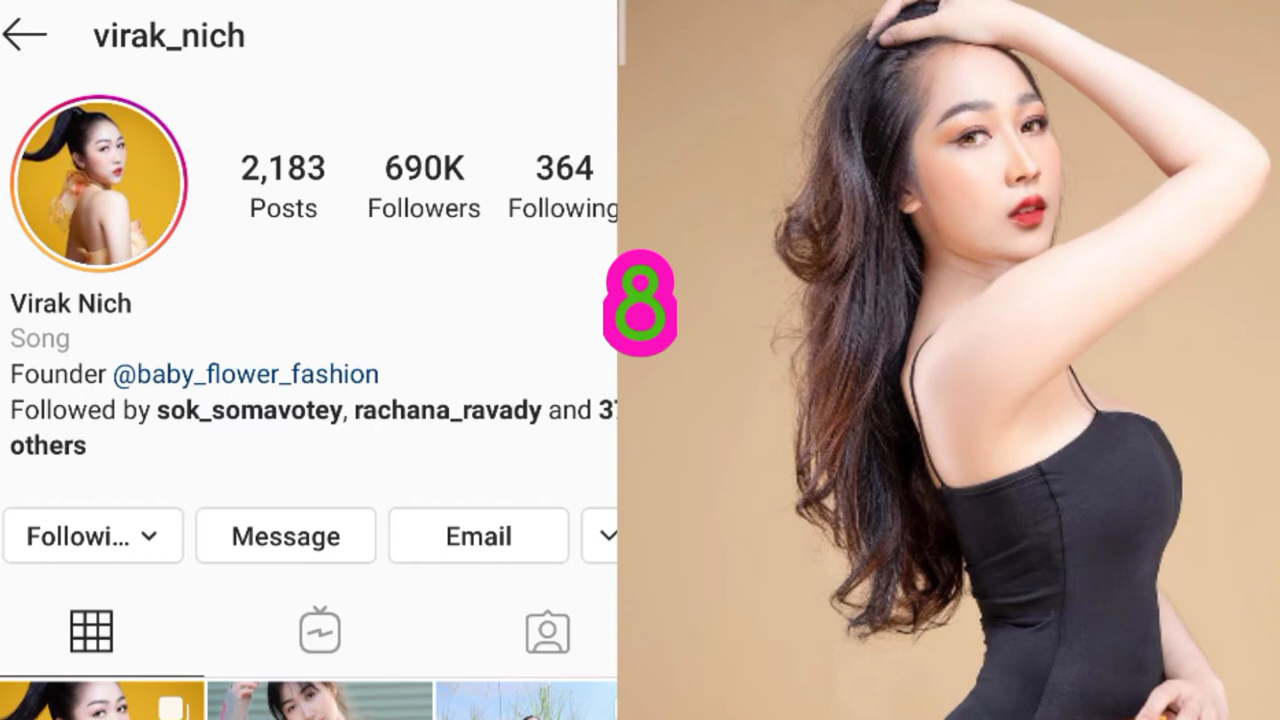 virak_nich
2,183 690K 364
Posts Followers Following
Virak Nich
Song
Founder @baby_flower_fashion
Followed by sok_somavotey, rachana_ravady and
others
Followi... Message Email
8